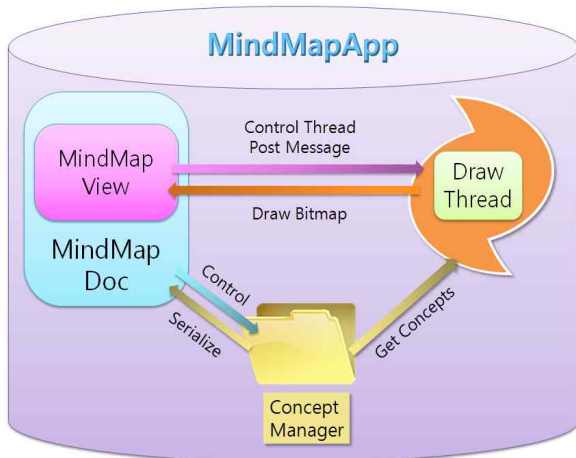 MindMapApp
MindMap
View
Control Thread
Post Message
Draw Bitmap
Draw
Thread
MindMap
Doc
Control
Serialize
Get Concepts
Concept
Manager